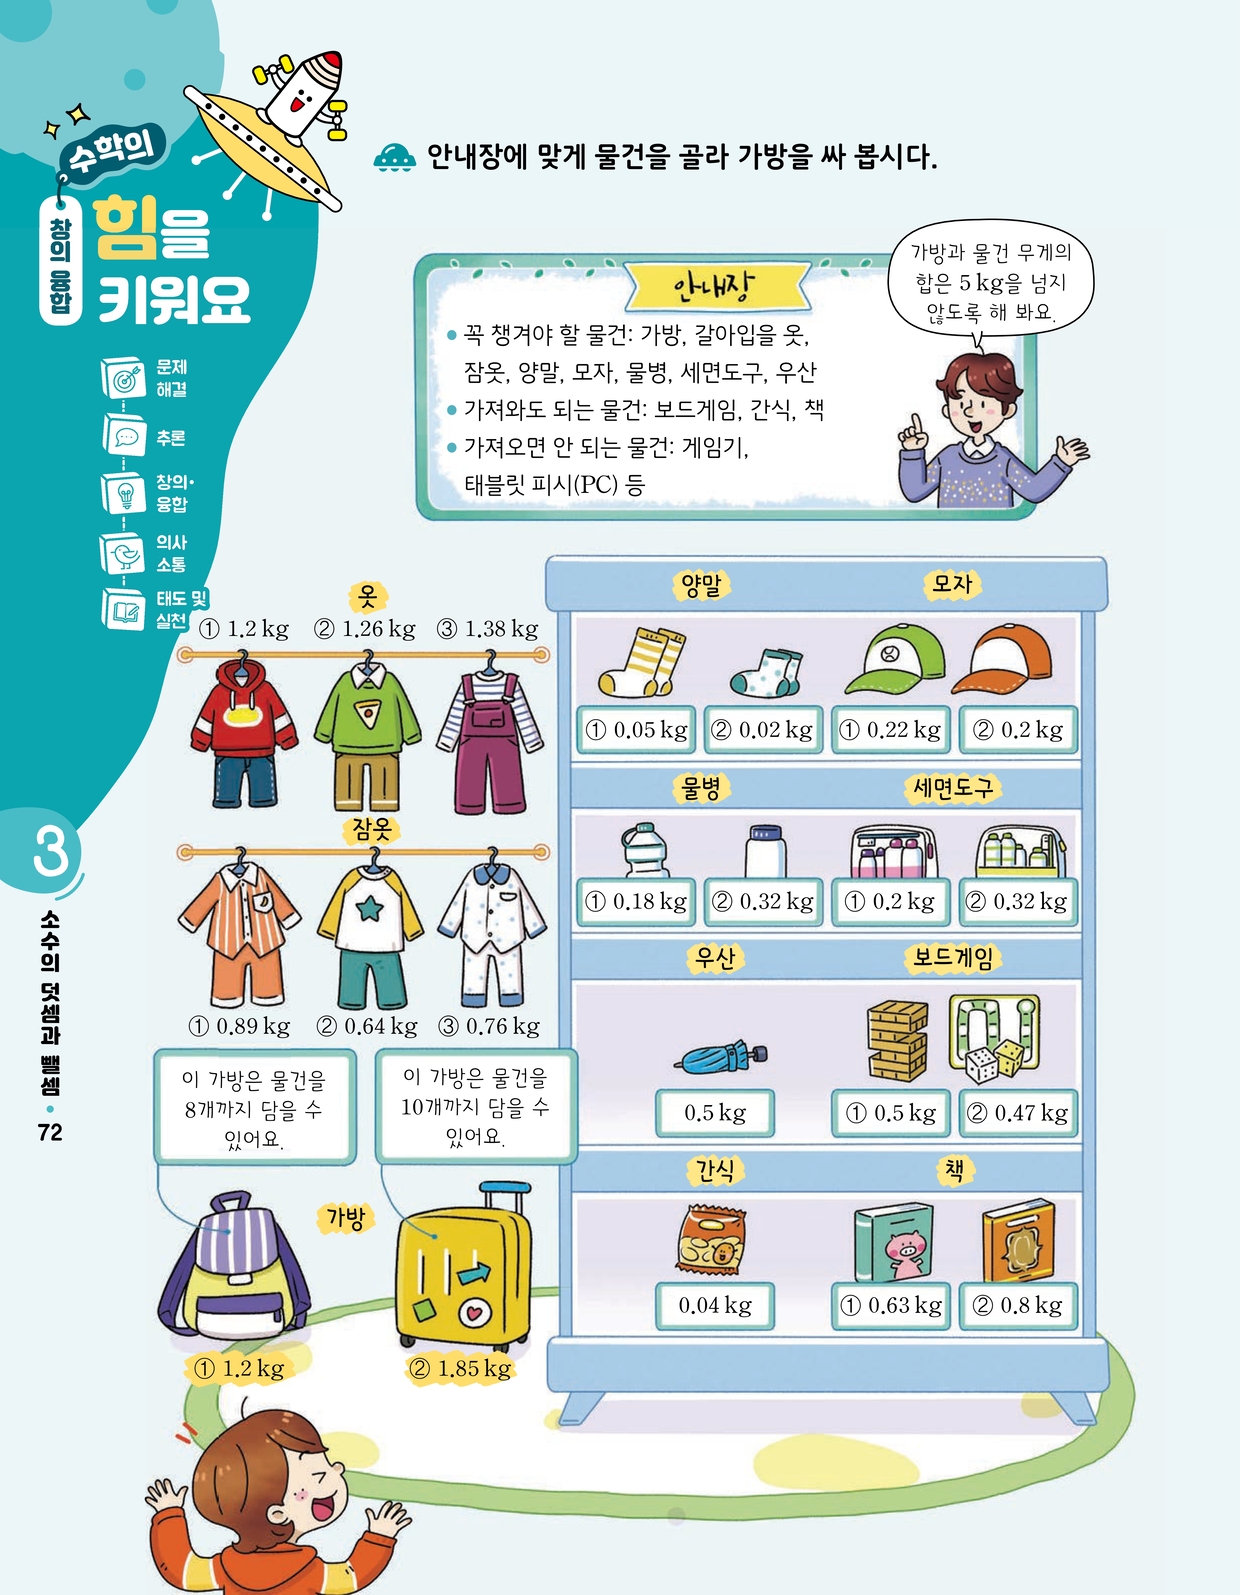 수학의
힘을
키워요
창의 융합
문제
해결
추론
창의·
융합
의사
소통
태도 및
실천
안내장에 맞게 물건을 골라 가방을 싸 봅시다.
안내장
• 꼭 챙겨야 할 물건: 가방, 갈아입을 옷,
잠옷, 양말, 모자, 물병, 세면도구, 우산
• 가져와도 되는 물건: 보드게임, 간식, 책
• 가져오면 안 되는 물건: 게임기,
태블릿 피시(PC) 등
가방과 물건 무게의
합은 5 kg을 넘지
않도록 해 봐요.
옷
① 1.2 kg ② 1.26 kg ③ 1.38 kg
잠옷
① 0.89 kg ② 0.64 kg ③ 0.76 kg
양말 모자
① 0.05 kg ② 0.02 kg ① 0.22 kg ② 0.2 kg
물병 세면도구
① 0.18 kg ② 0.32 kg ① 0.2 kg ② 0.32 kg
우산 보드게임
0.5 kg ① 0.5 kg ② 0.47 kg
간식 책
0.04 kg ① 0.63 kg ② 0.8 kg
이 가방은 물건을
8개까지 담을 수
있어요.
이 가방은 물건을
10개까지 담을 수
있어요.
가방
① 1.2 kg ② 1.85 kg
3
소수의 덧셈과 뺄셈
•
72